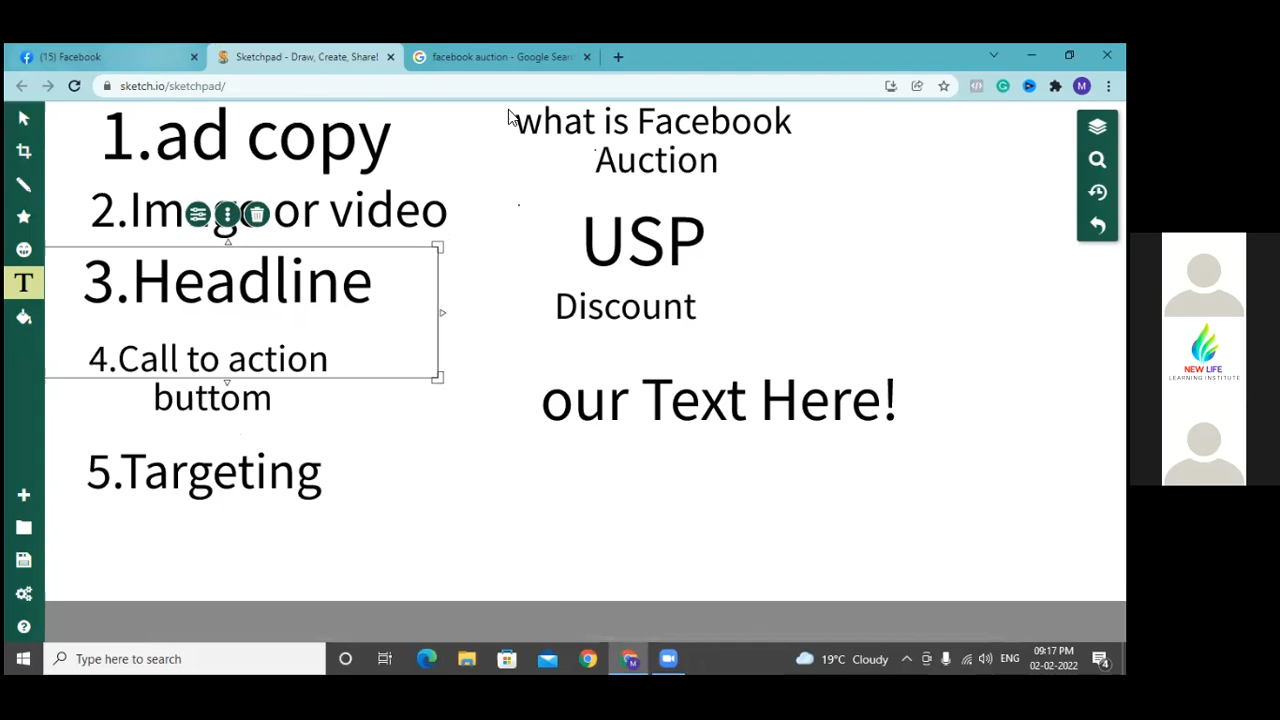 (15) Facebook
Sketchpad - Draw, Create, Share!
facebook auction - Google Sear
sketch.io/sketchpad/
M
1.ad copy
2.Image or video
3.Headline
4.Call to action
buttom
5.Targeting
what is Facebook
Auction
USP
Discount
our Text Here!
T
NEW LIFE
LEARNING INSTITUTE
Type here to search
19°C Cloudy
ENG
09:17 PM
02-02-2022
4